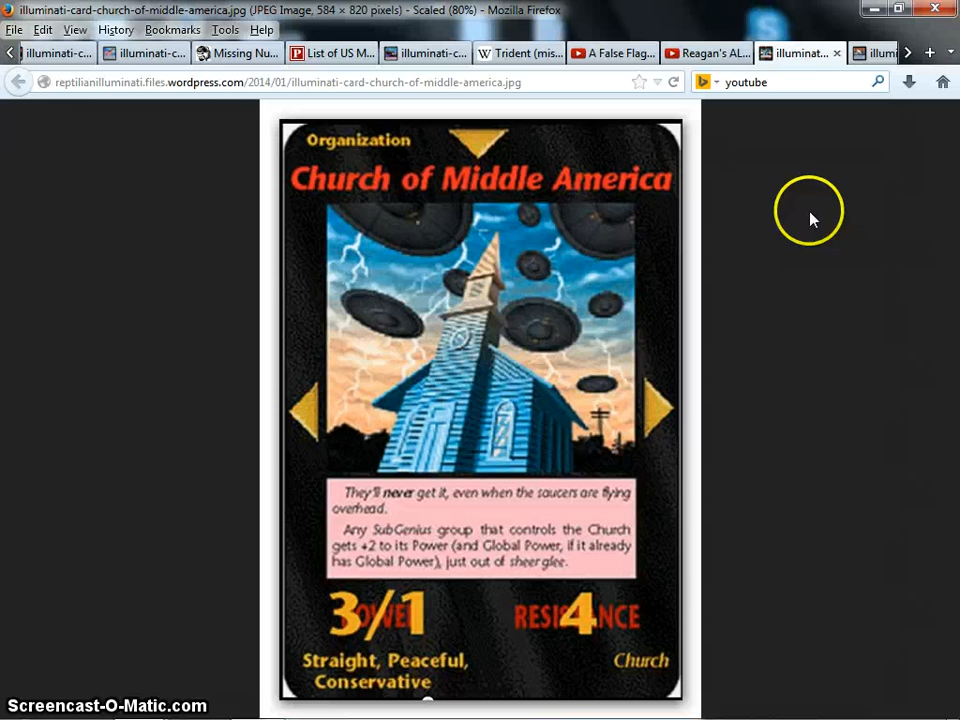 illuminati-card-church-of-middle-america.jpg (JPEG Image, 584 × 820 pixels) - Scaled (80%) - Mozilla Firefox
File Edit View History Bookmarks Tools Help
illuminati-c... illuminati-c... Missing Nu... List of US M... illuminati-c... Trident (mis... A False Flag... Reagan's AL... illuminat... illumi
reptilianilluminati.files.wordpress.com/2014/01/illuminati-card-church-of-middle-america.jpg youtube
Organization
Church of Middle America
They'll never get it, even when the saucers are flying
overhead.
Any SubGenius group that controls the Church
gets +2 to its Power (and Global Power, if it already
has Global Power), just out of sheer glee.
POWER 3/1 RESISTANCE 4
Straight, Peaceful,
Conservative
Church
Screencast-O-Matic.com